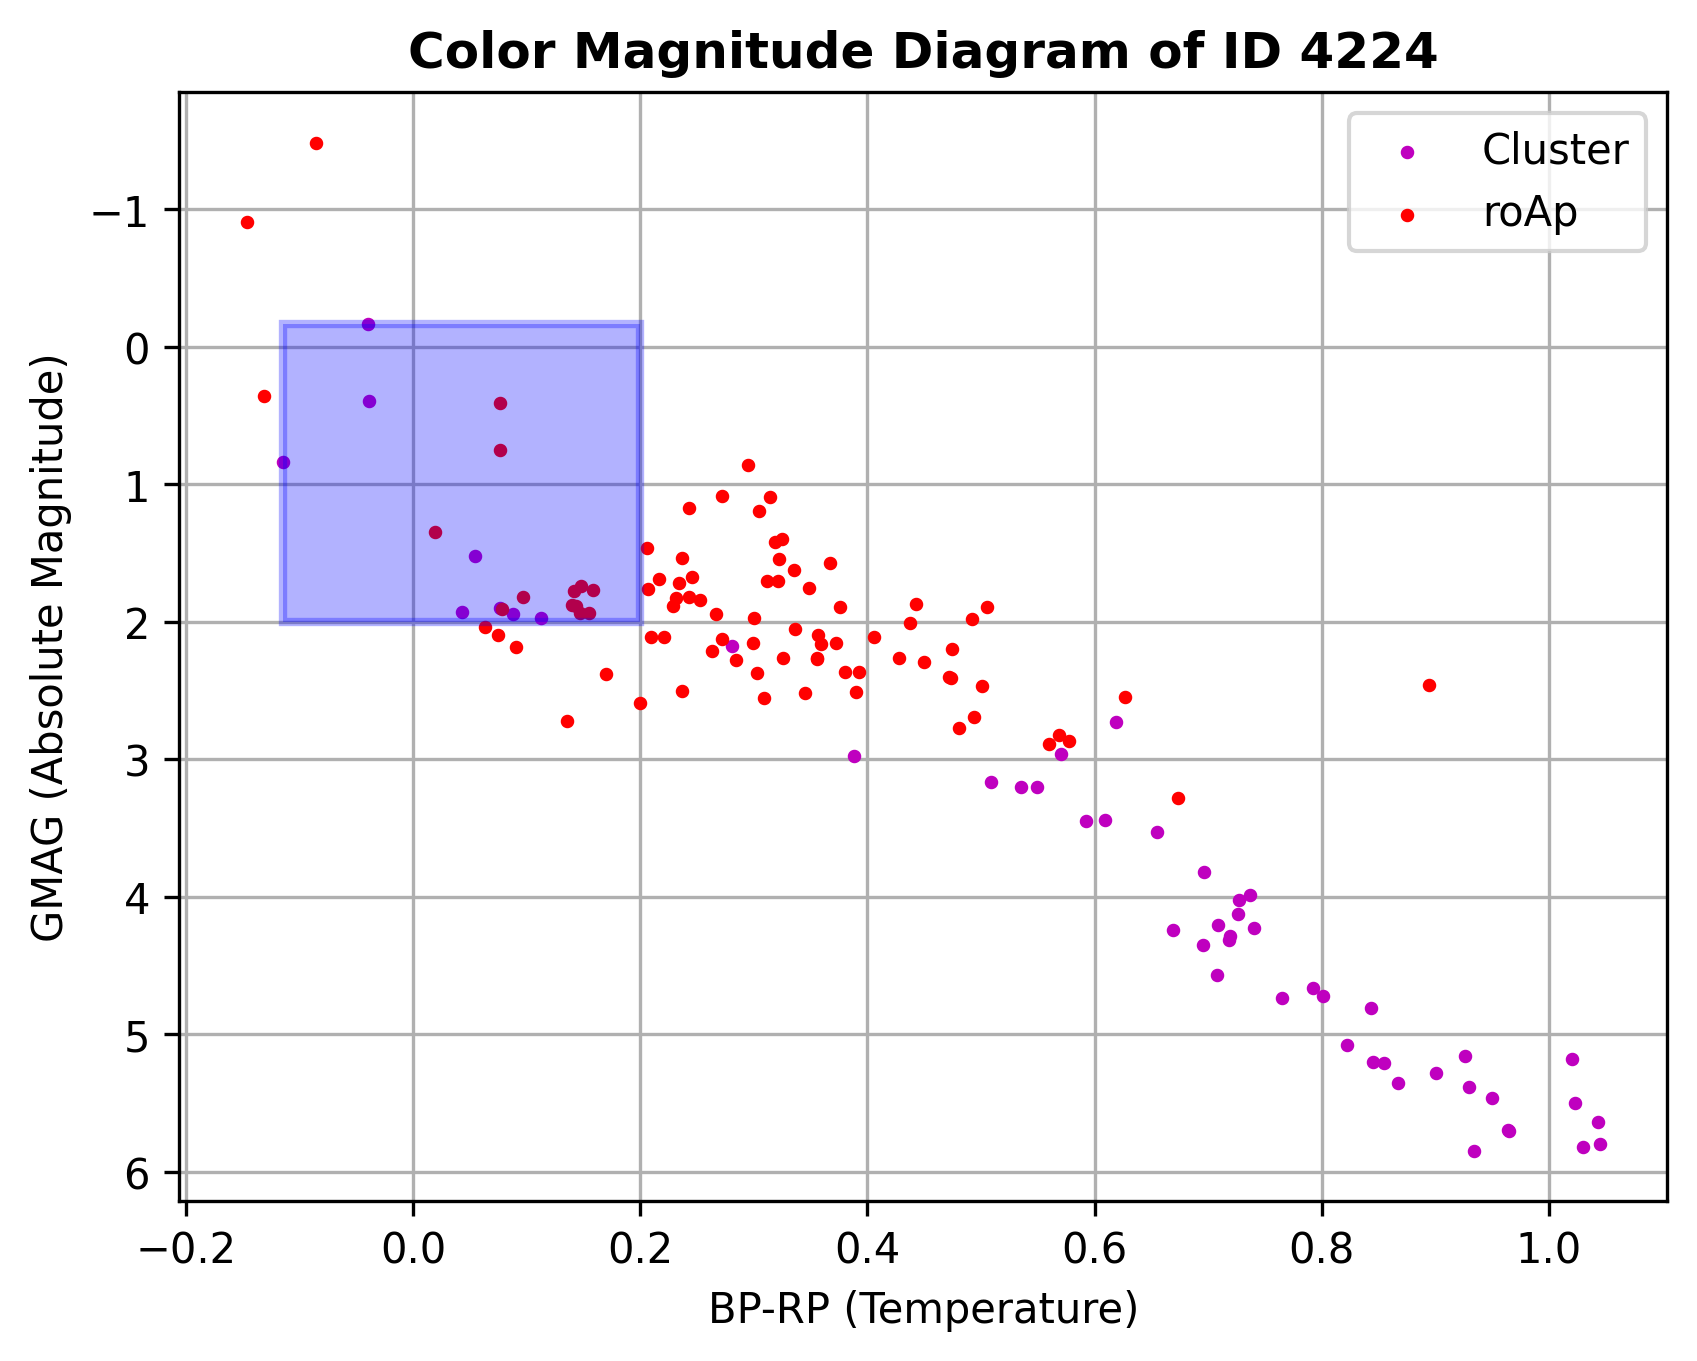 Color Magnitude Diagram of ID 4224
Cluster
roAp
GMAG (Absolute Magnitude)
−1
0
1
2
3
4
5
6
−0.2 0.0 0.2 0.4 0.6 0.8 1.0
BP-RP (Temperature)